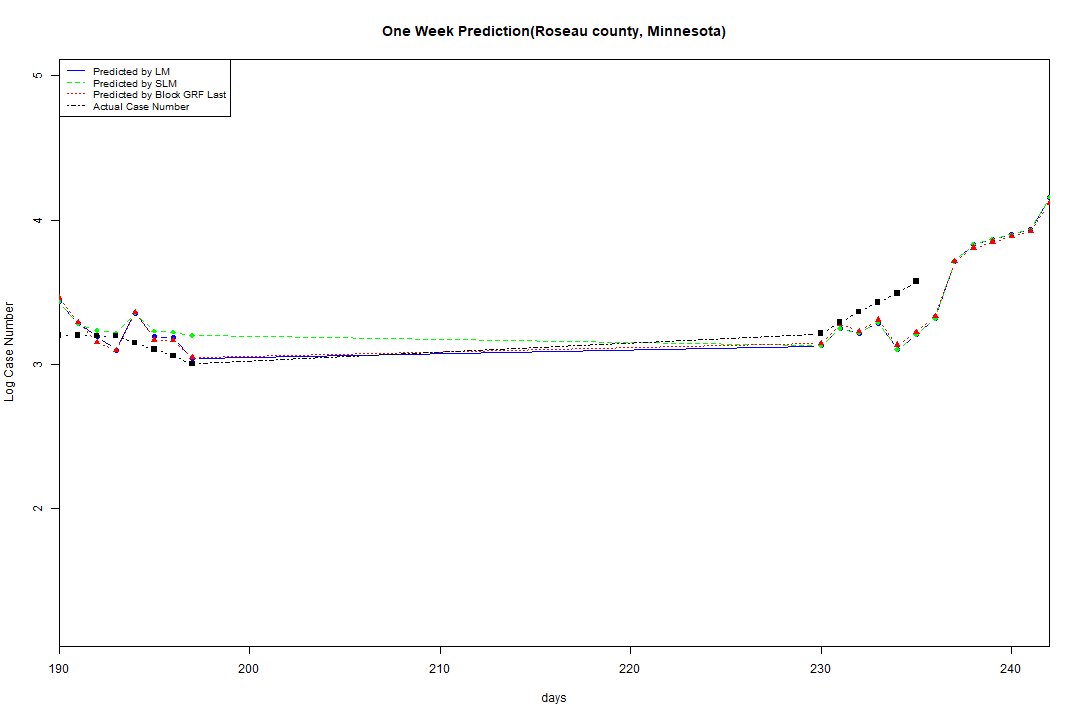 One Week Prediction(Roseau county, Minnesota)
Predicted by LM
Predicted by SLM
Predicted by Block GRF Last
Actual Case Number
5
4
3
2
Log Case Number
190
200
210
220
230
240
days